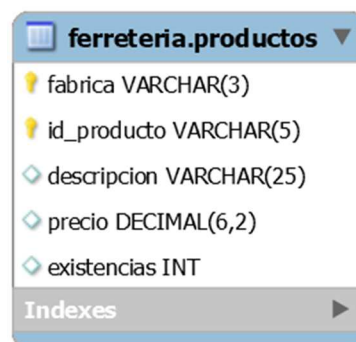 ferreteria.productos
fabrica VARCHAR(3)
id_producto VARCHAR(5)
descripcion VARCHAR(25)
precio DECIMAL(6,2)
existencias INT
Indexes